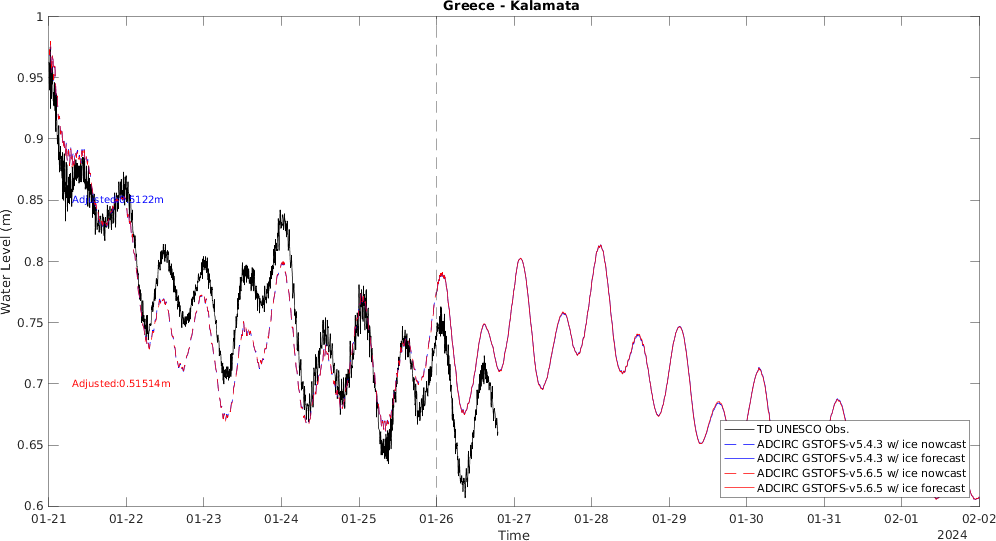 Greece - Kalamata
Water Level (m)
1
0.95
0.9
0.85
0.8
0.75
0.7
0.65
0.6
Adjusted:0.5122m
Adjusted:0.51514m
TD UNESCO Obs.
ADCIRC GSTOFS-v5.4.3 w/ ice nowcast
ADCIRC GSTOFS-v5.4.3 w/ ice forecast
ADCIRC GSTOFS-v5.6.5 w/ ice nowcast
ADCIRC GSTOFS-v5.6.5 w/ ice forecast
01-21 01-22 01-23 01-24 01-25 01-26 01-27 01-28 01-29 01-30 01-31 02-01 02-02
Time
2024